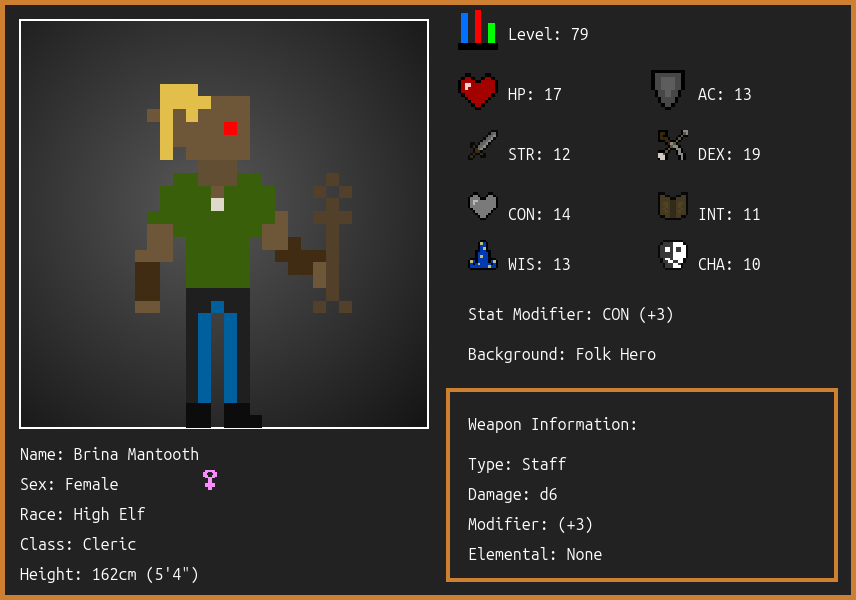 Level: 79
HP: 17
AC: 13
STR: 12
DEX: 19
CON: 14
INT: 11
WIS: 13
CHA: 10
Stat Modifier: CON (+3)
Background: Folk Hero
Weapon Information:
Type: Staff
Damage: d6
Modifier: (+3)
Elemental: None
Name: Brina Mantooth
Sex: Female
Race: High Elf
Class: Cleric
Height: 162cm (5'4")